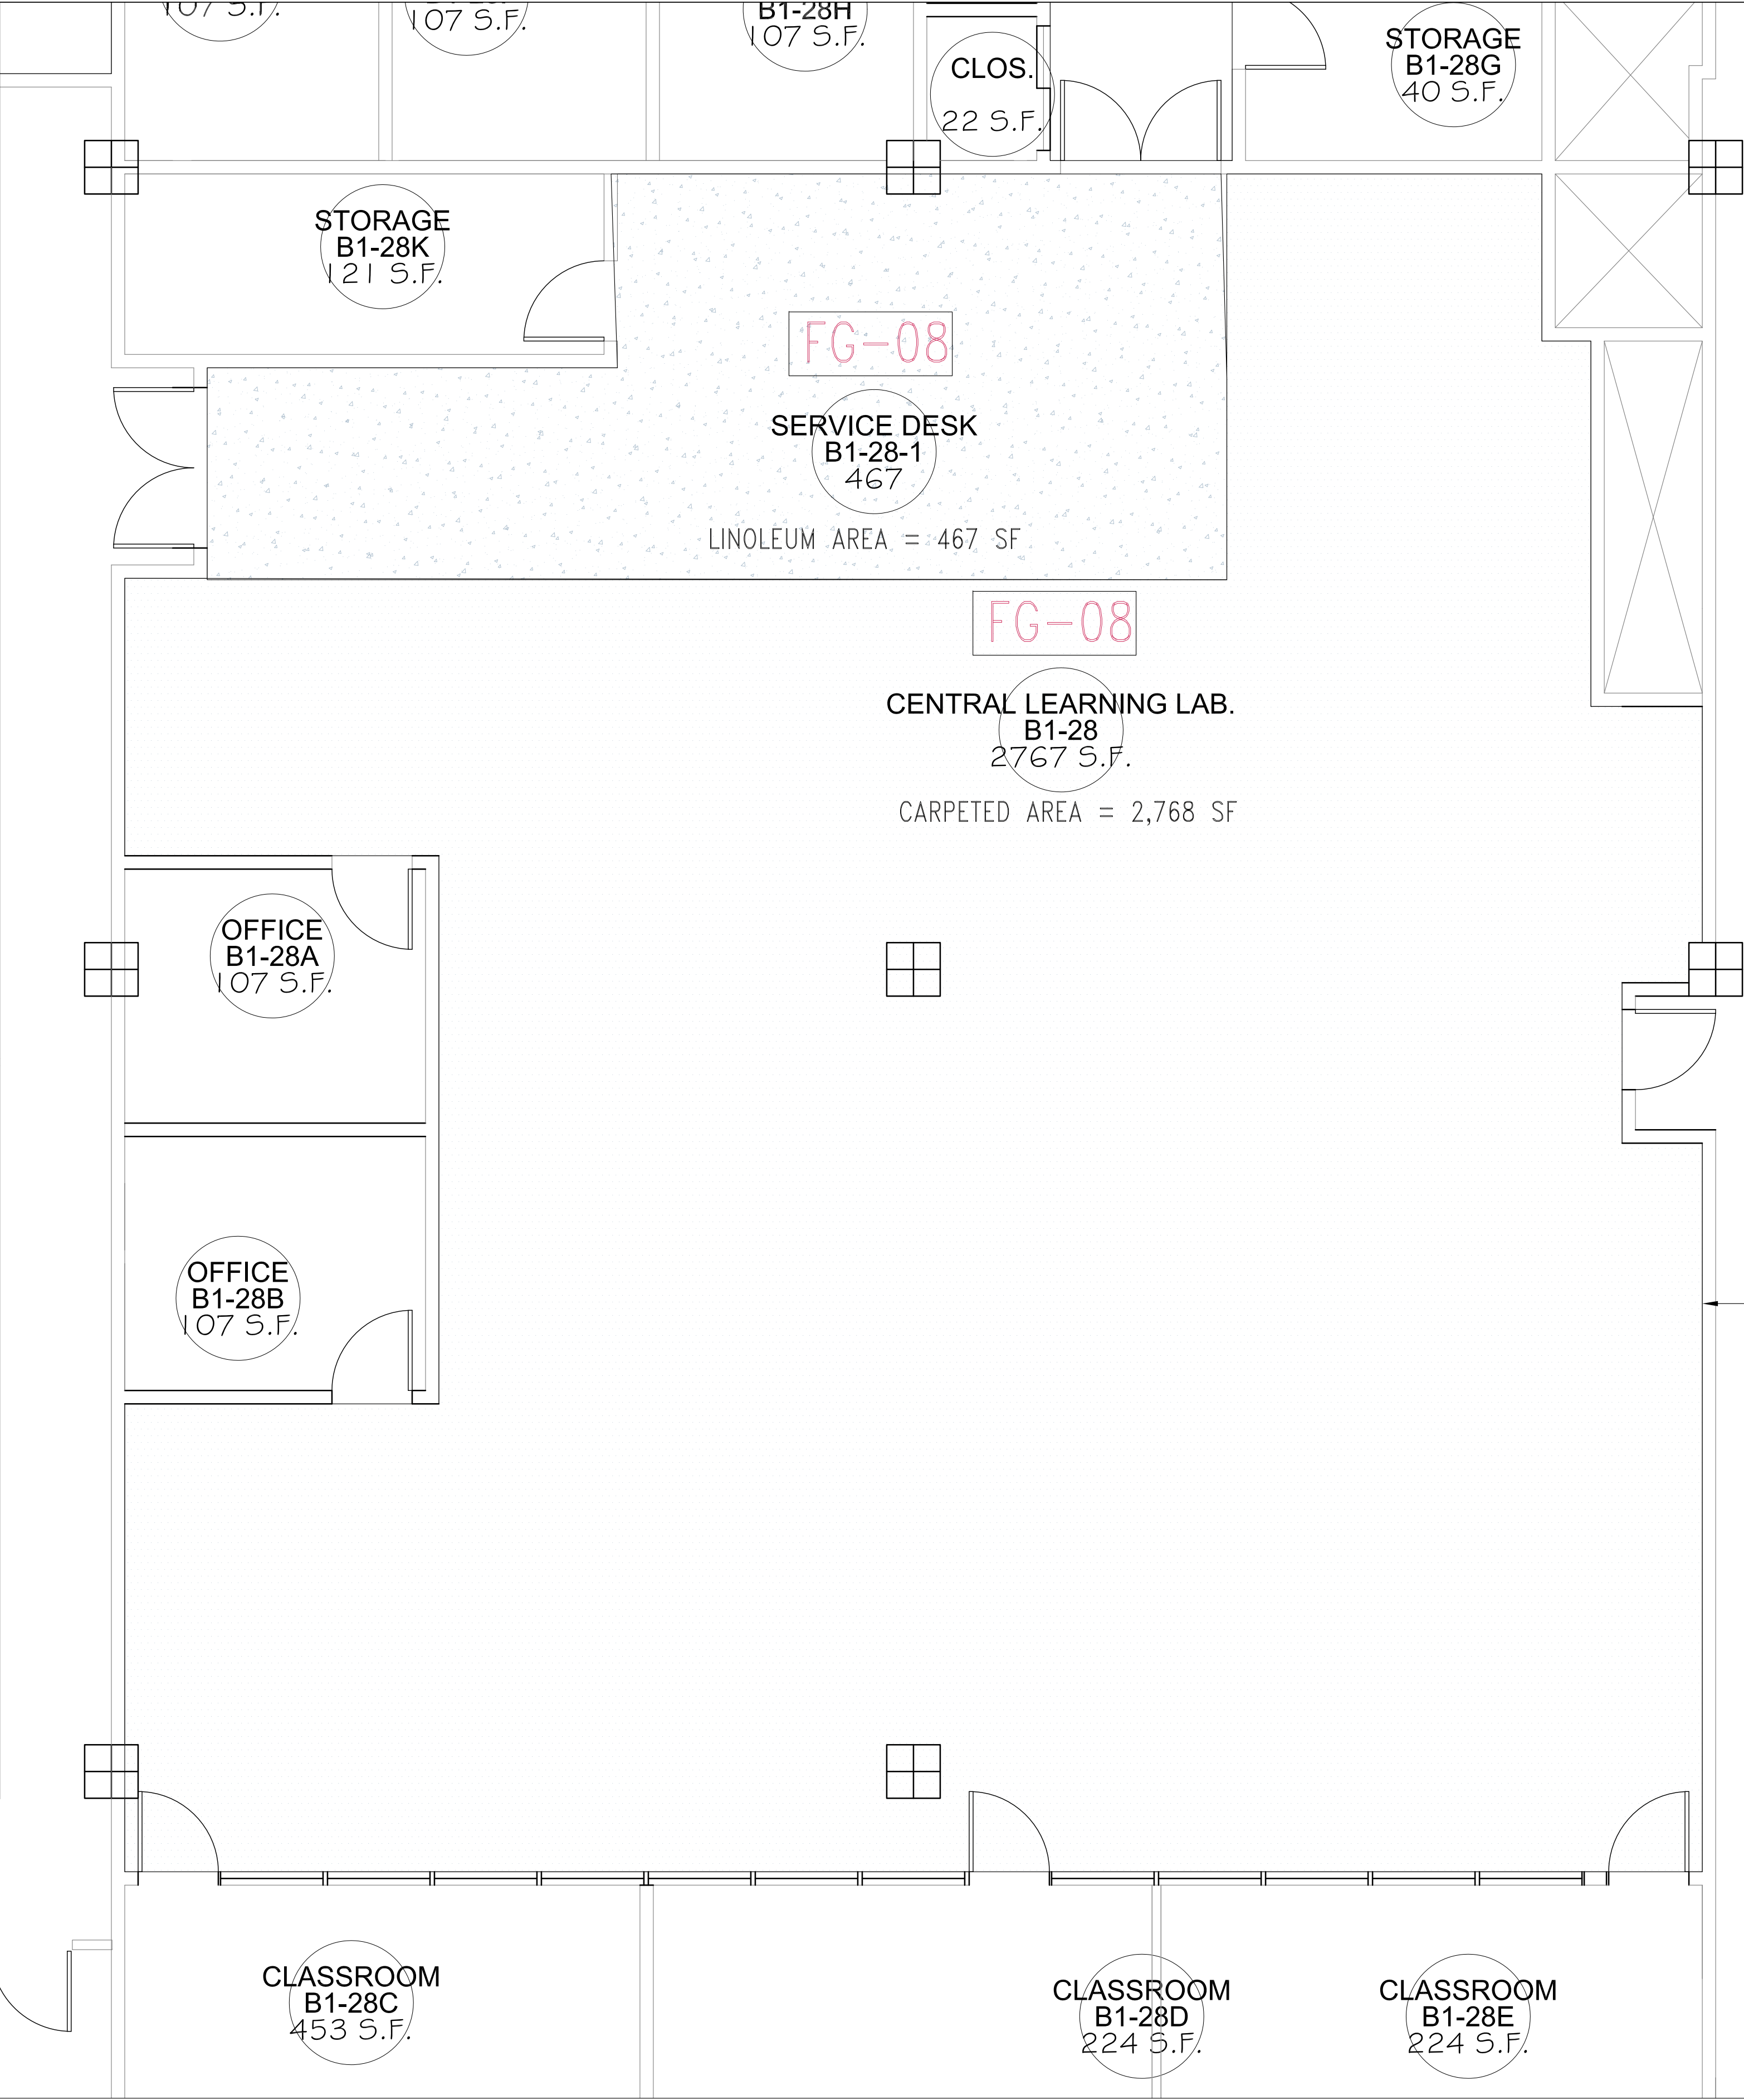 107 S.F.
107 S.F.
B1-28H
107 S.F.
CLOS.
22 S.F.
STORAGE
B1-28G
40 S.F.
STORAGE
B1-28K
121 S.F.
FG-08
SERVICE DESK
B1-28-1
467
LINOLEUM AREA = 467 SF
FG-08
CENTRAL LEARNING LAB.
B1-28
2767 S.F.
CARPETED AREA = 2,768 SF
OFFICE
B1-28A
107 S.F.
OFFICE
B1-28B
107 S.F.
CLASSROOM
B1-28C
453 S.F.
CLASSROOM
B1-28D
224 S.F.
CLASSROOM
B1-28E
224 S.F.